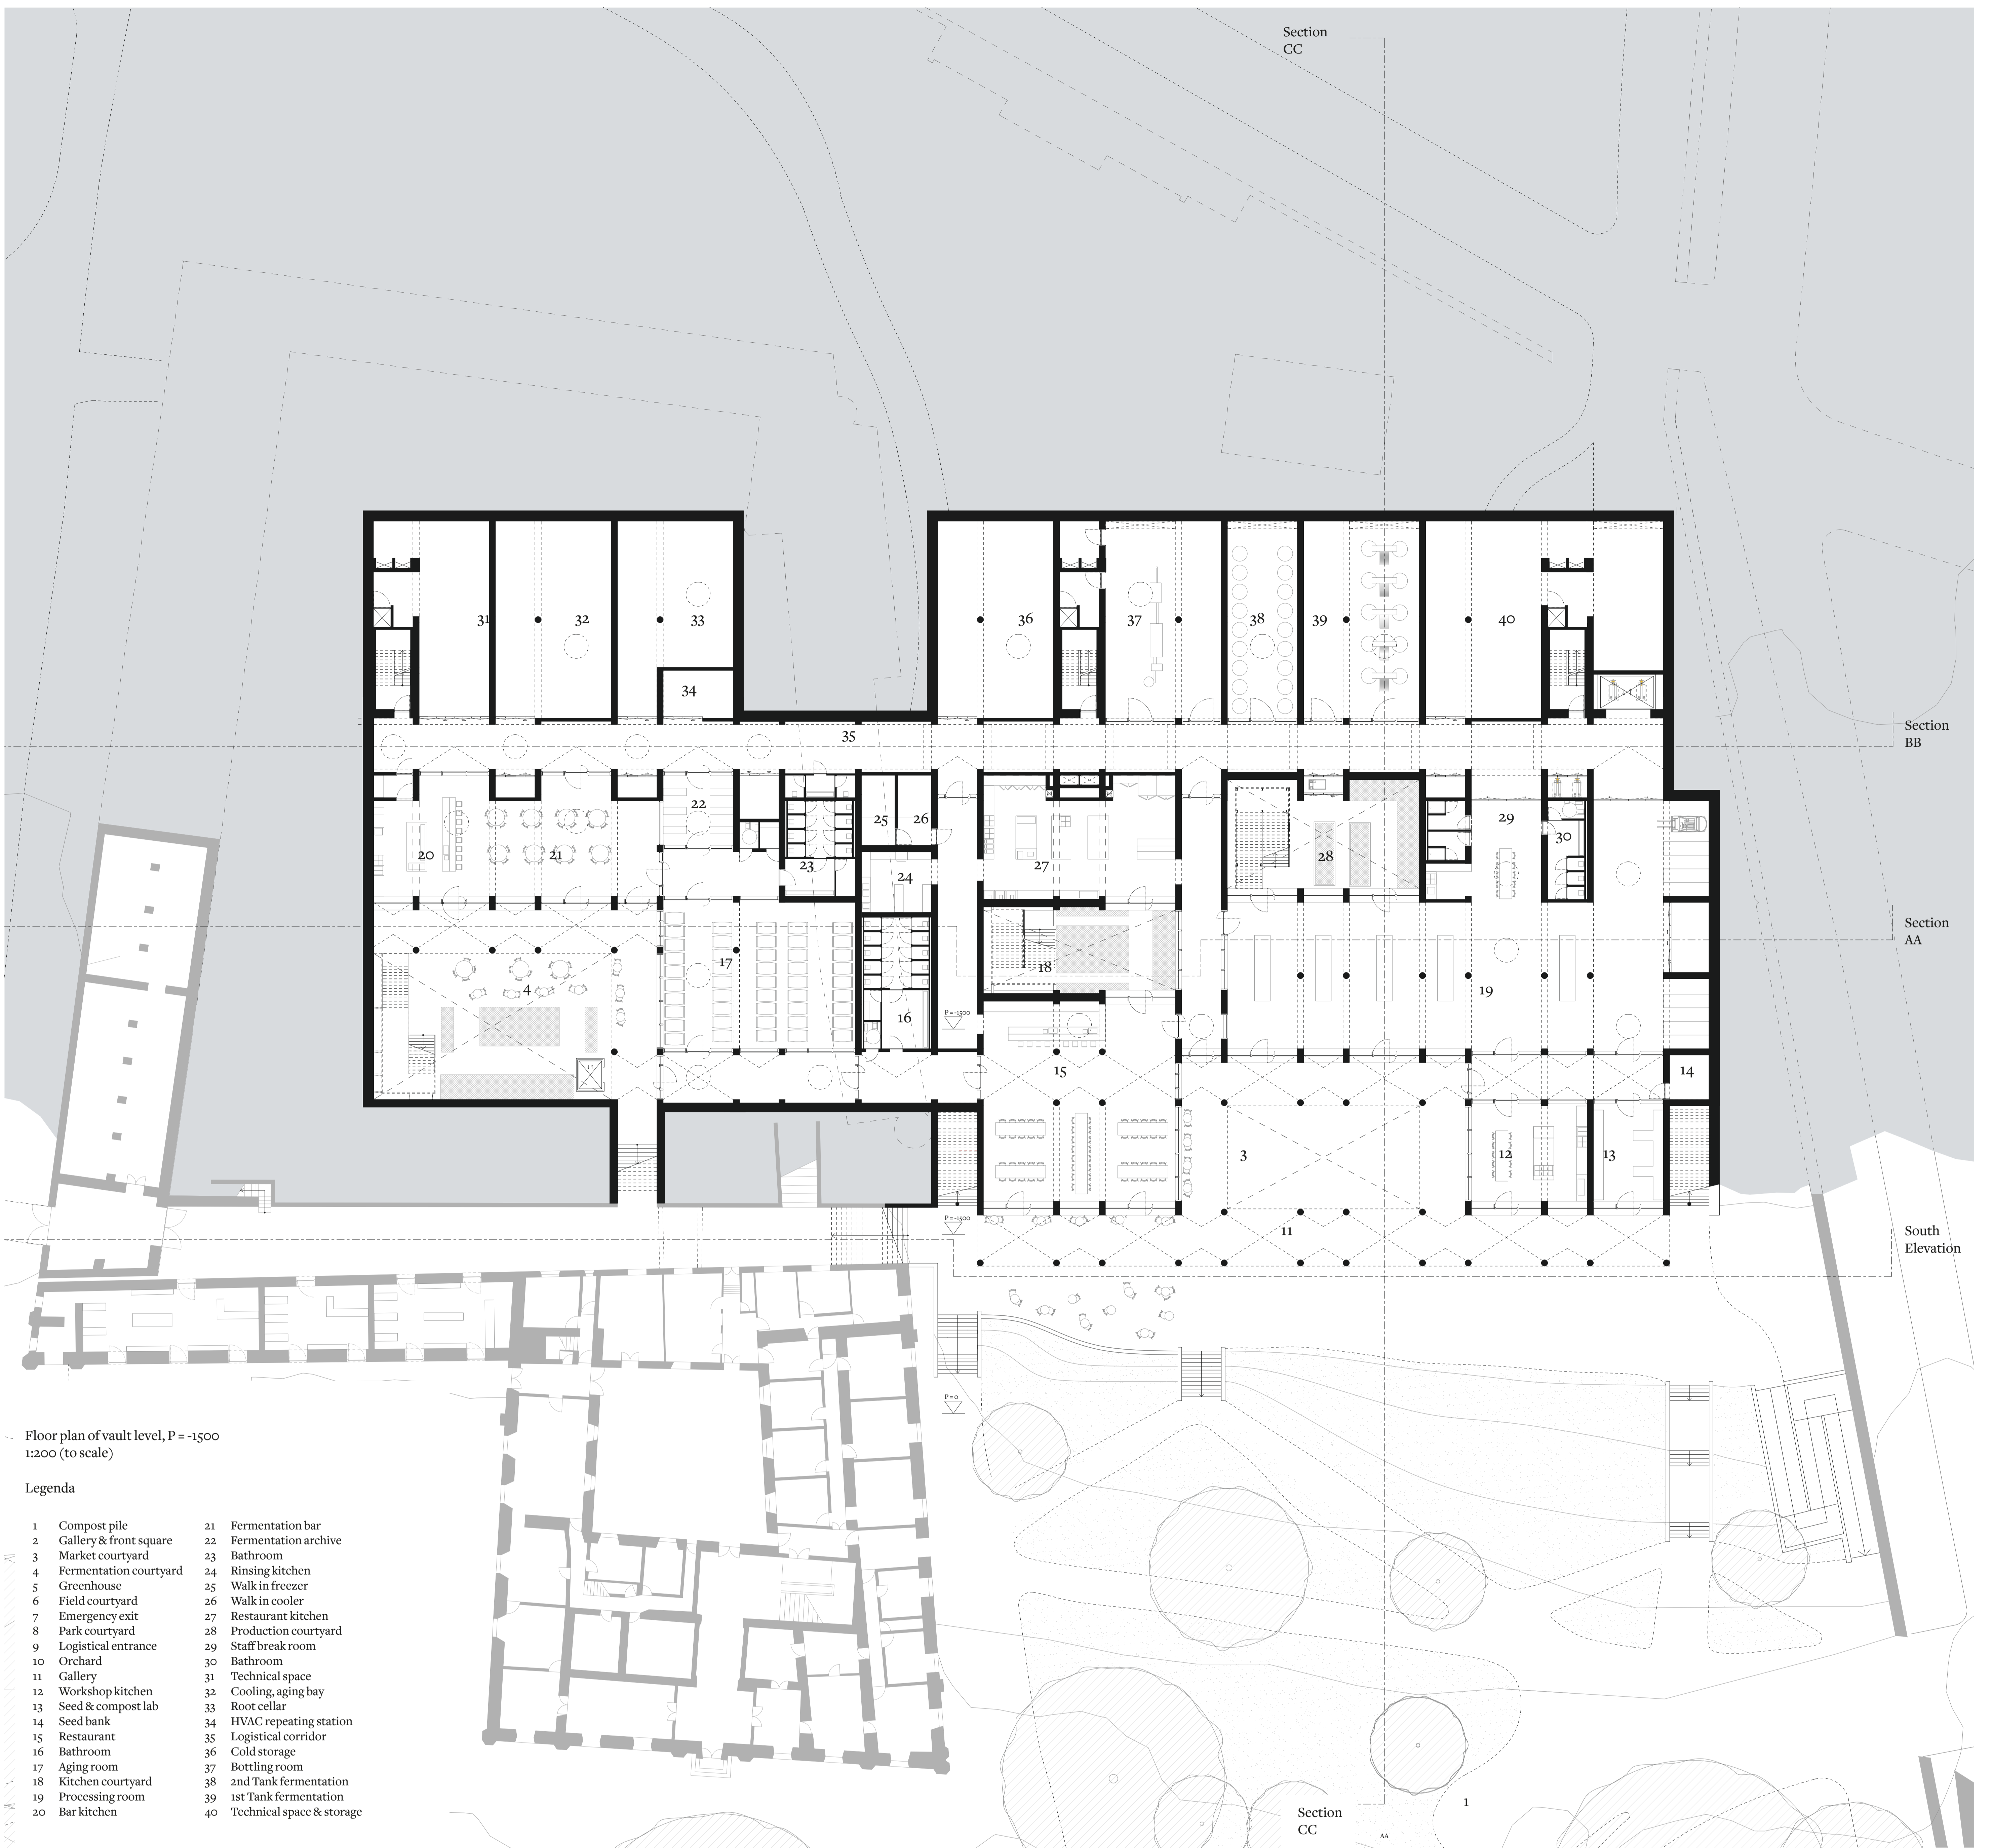 Section
CC
31
32
33
34
35
36
37
38
39
40
Section
BB
20
21
22
23
24
25
26
27
28
29
30
Section
AA
4
17
16
P = -1500
18
19
15
14
3
12
13
P = -1500
11
South
Elevation
P = 0
Floor plan of vault level, P = -1500
1:200 (to scale)
Legenda
1 Compost pile
2 Gallery & front square
3 Market courtyard
4 Fermentation courtyard
5 Greenhouse
6 Field courtyard
7 Emergency exit
8 Park courtyard
9 Logistical entrance
10 Orchard
11 Gallery
12 Workshop kitchen
13 Seed & compost lab
14 Seed bank
15 Restaurant
16 Bathroom
17 Aging room
18 Kitchen courtyard
19 Processing room
20 Bar kitchen
21 Fermentation bar
22 Fermentation archive
23 Bathroom
24 Rinsing kitchen
25 Walk in freezer
26 Walk in cooler
27 Restaurant kitchen
28 Production courtyard
29 Staff break room
30 Bathroom
31 Technical space
32 Cooling, aging bay
33 Root cellar
34 HVAC repeating station
35 Logistical corridor
36 Cold storage
37 Bottling room
38 2nd Tank fermentation
39 1st Tank fermentation
40 Technical space & storage
1
Section
CC
AA